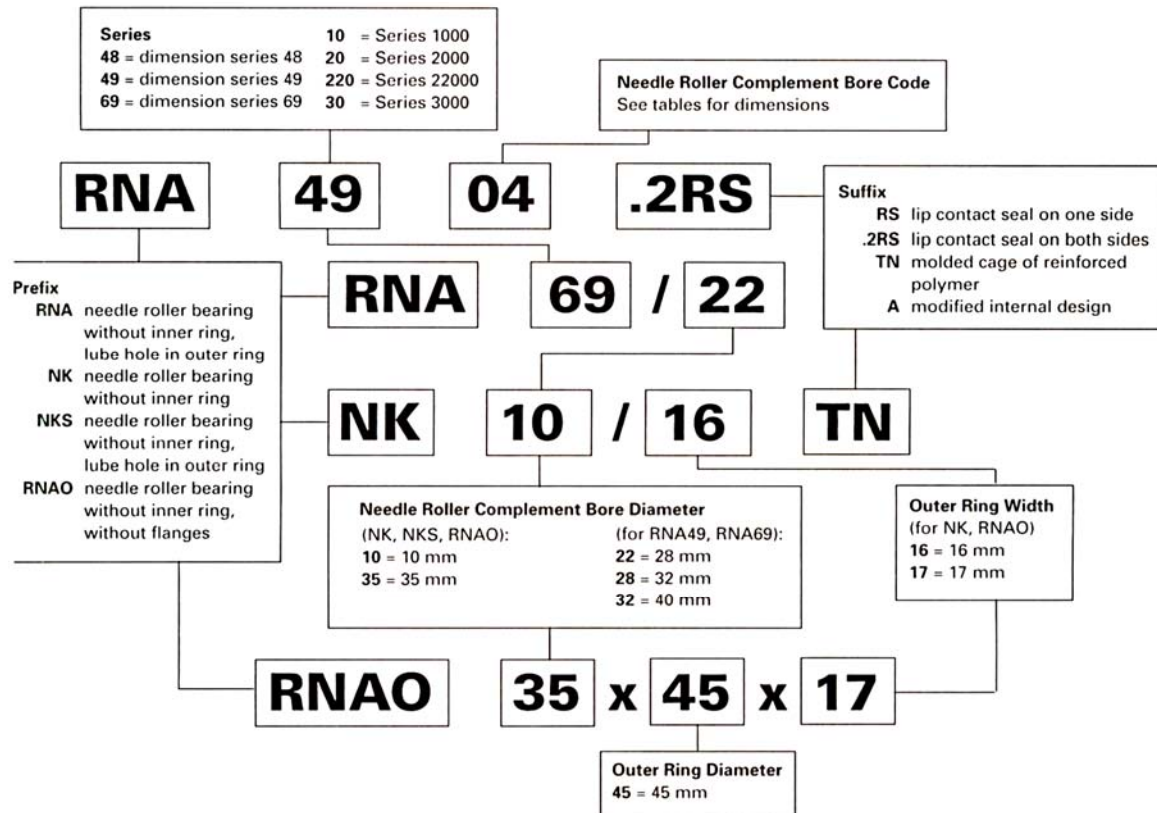 Series
48 = dimension series 48
49 = dimension series 49
69 = dimension series 69
10 = Series 1000
20 = Series 2000
220 = Series 22000
30 = Series 3000
Needle Roller Complement Bore Code
See tables for dimensions
RNA 49 04 .2RS
Suffix
RS lip contact seal on one side
.2RS lip contact seal on both sides
TN molded cage of reinforced
polymer
A modified internal design
Prefix
RNA needle roller bearing
without inner ring,
lube hole in outer ring
NK needle roller bearing
without inner ring
NKS needle roller bearing
without inner ring,
lube hole in outer ring
RNAO needle roller bearing
without inner ring,
without flanges
RNA 69 / 22
NK 10 / 16 TN
Needle Roller Complement Bore Diameter
(NK, NKS, RNAO):
10 = 10 mm
35 = 35 mm
(for RNA49, RNA69):
22 = 28 mm
28 = 32 mm
32 = 40 mm
Outer Ring Width
(for NK, RNAO)
16 = 16 mm
17 = 17 mm
RNAO 35 x 45 x 17
Outer Ring Diameter
45 = 45 mm